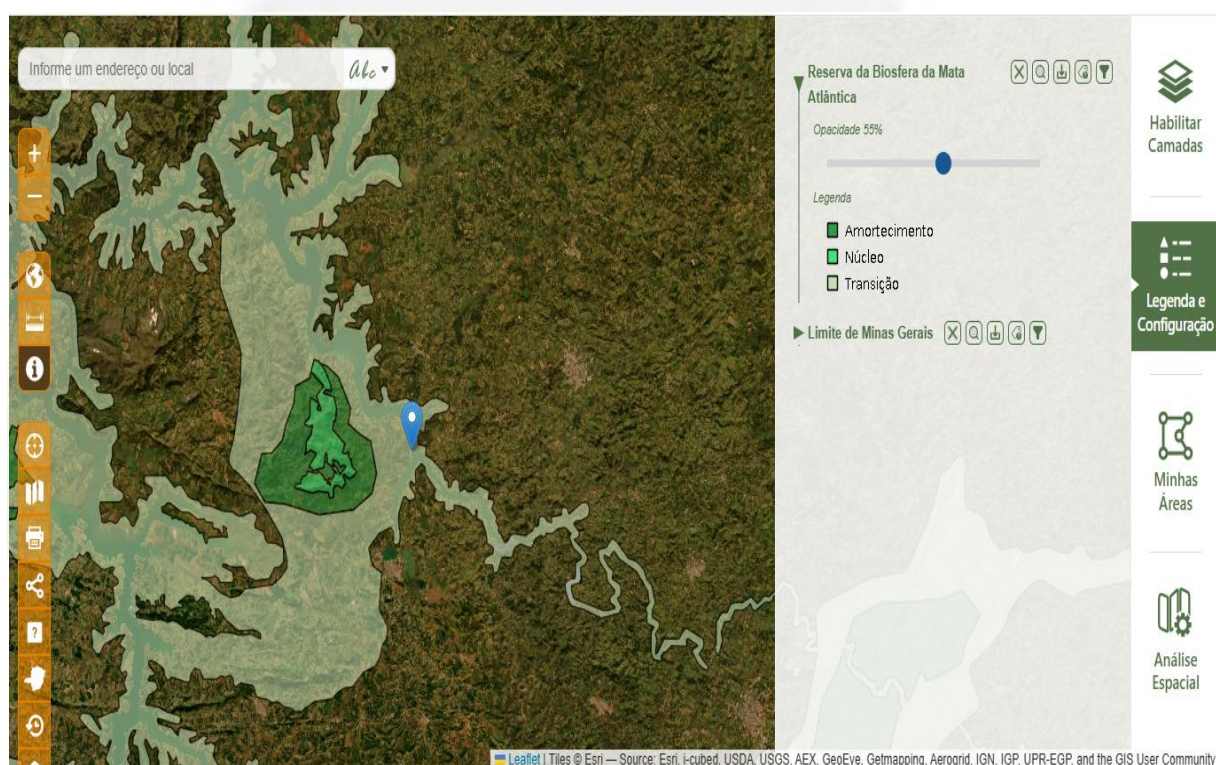 Informe um endereço ou local
Abc
Reserva da Biosfera da Mata
Atlântica
Opacidade 55%
Legenda
Amortecimento
Núcleo
Transição
Limite de Minas Gerais
Habilitar
Camadas
Legenda e
Configuração
Minhas
Áreas
Análise
Espacial
Leaflet | Tiles © Esri — Source: Esri, i-cubed, USDA, USGS, AEX, GeoEye, Getmapping, Aerogrid, IGN, IGP, UPR-EGP, and the GIS User Community